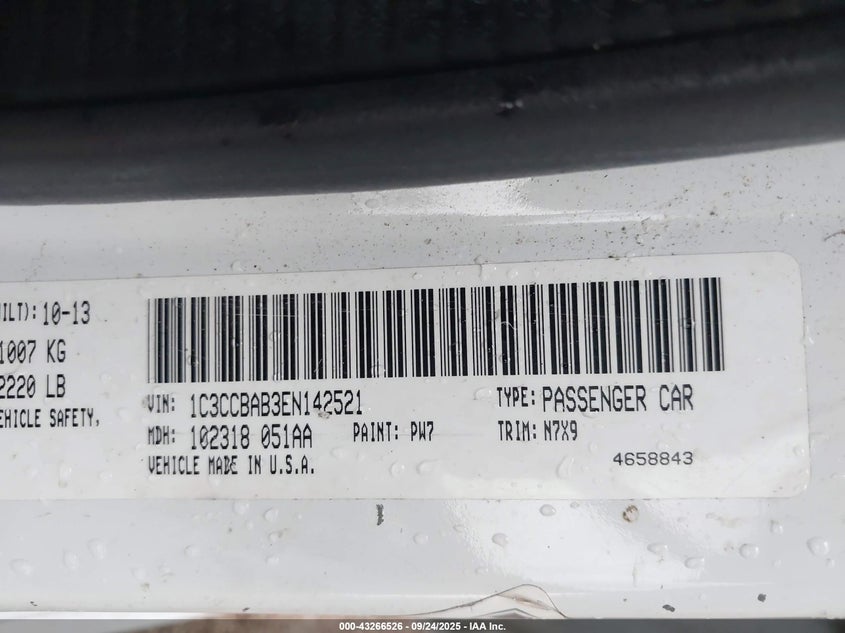 UILT): 10-13
1007 KG
2220 LB
EHICLE SAFETY,
VIN: 1C3CCBAB3EN142521
TYPE: PASSENGER CAR
MDH: 102318 051AA
PAINT: PW7
TRIM: N7X9
VEHICLE MADE IN U.S.A.
4658843
000-43266526 - 09/24/2025 - IAA Inc.